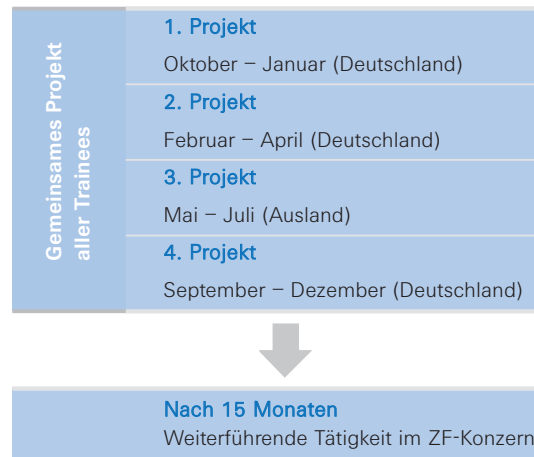 Gemeinsames Projekt
aller Trainees
1. Projekt
Oktober – Januar (Deutschland)
2. Projekt
Februar – April (Deutschland)
3. Projekt
Mai – Juli (Ausland)
4. Projekt
September – Dezember (Deutschland)
Nach 15 Monaten
Weiterführende Tätigkeit im ZF-Konzern